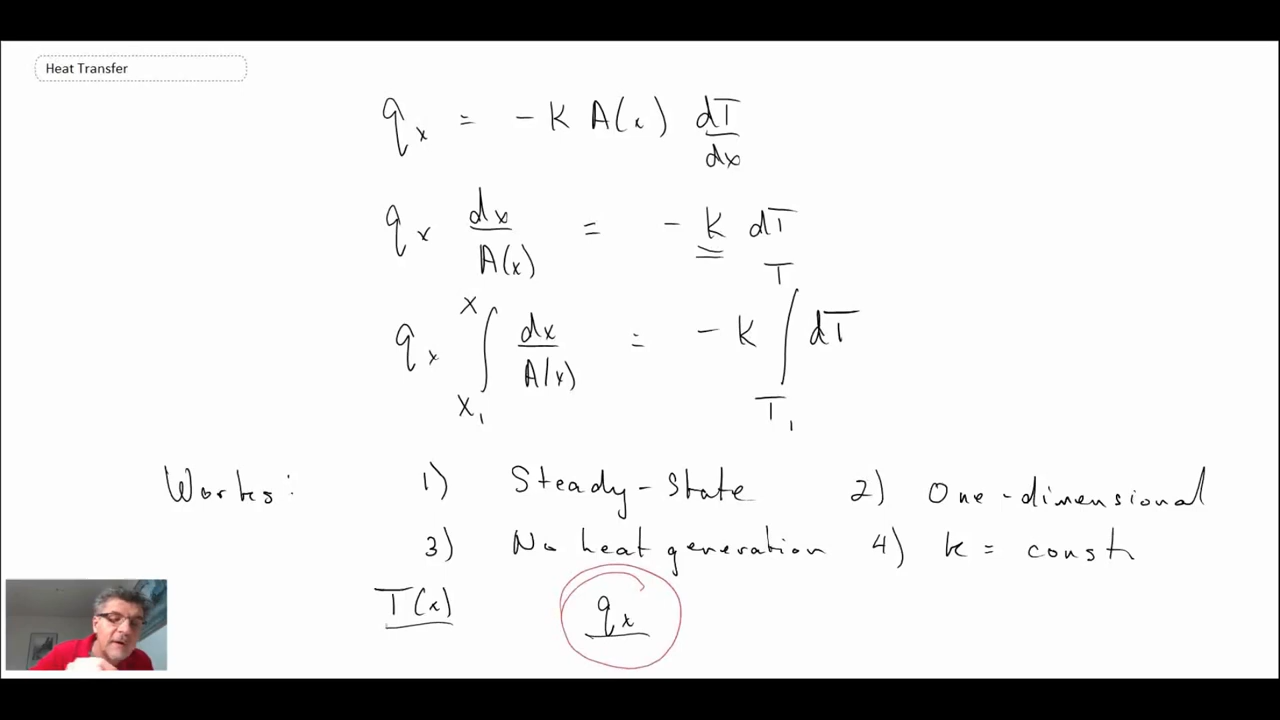 Heat Transfer
q_x = - K A(x) dT/dx
q_x dx/A(x) = - K dT
q_x ∫_{x_1}^{x} dx/A(x) = - K ∫_{T_1}^{T} dT
Works: 1) Steady-State 2) One-dimensional
3) No heat generation 4) k = const
T(x) q_x